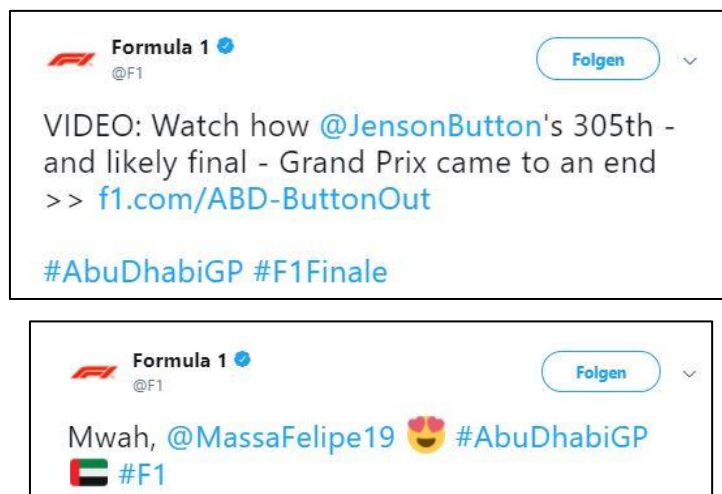 Formula 1
@F1
Folgen
VIDEO: Watch how @JensonButton's 305th -
and likely final - Grand Prix came to an end
>> f1.com/ABD-ButtonOut
#AbuDhabiGP #F1Finale
Formula 1
@F1
Folgen
Mwah, @MassaFelipe19 😍 #AbuDhabiGP
🇦🇪 #F1